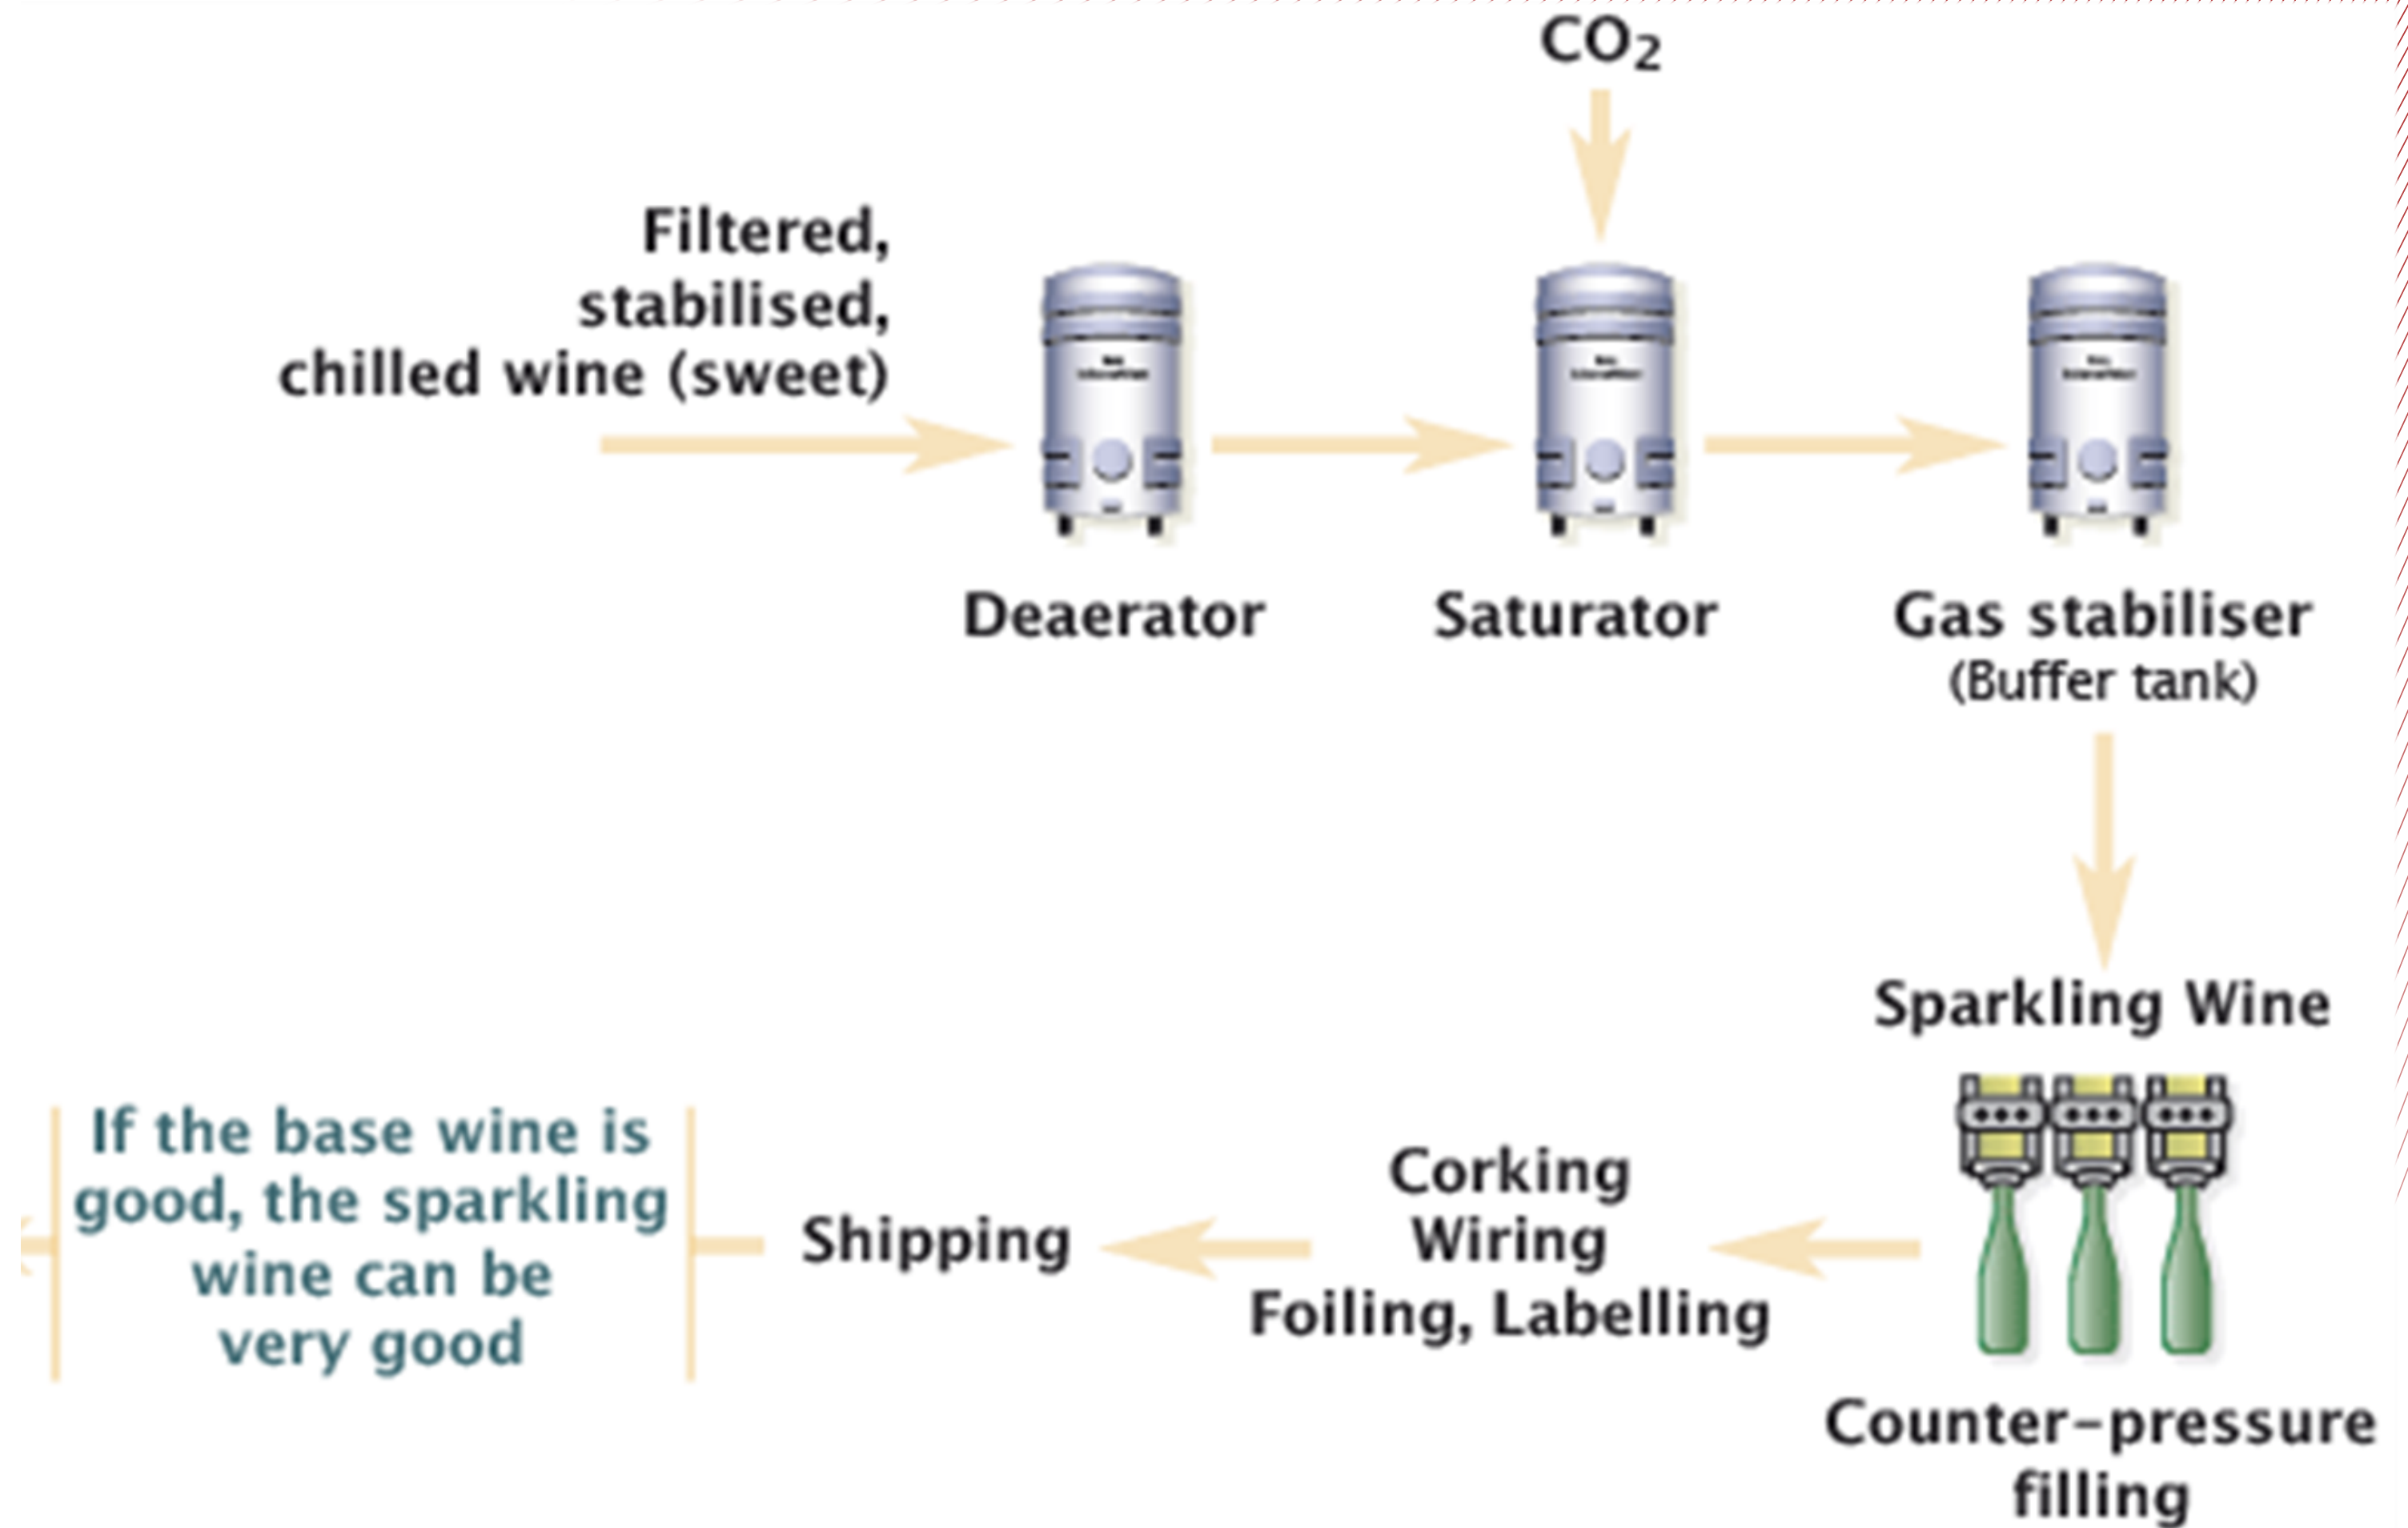 CO₂
Filtered,
stabilised,
chilled wine (sweet)
Deaerator
Saturator
Gas stabiliser
(Buffer tank)
Sparkling Wine
Counter-pressure
filling
Corking
Wiring
Foiling, Labelling
Shipping
If the base wine is
good, the sparkling
wine can be
very good